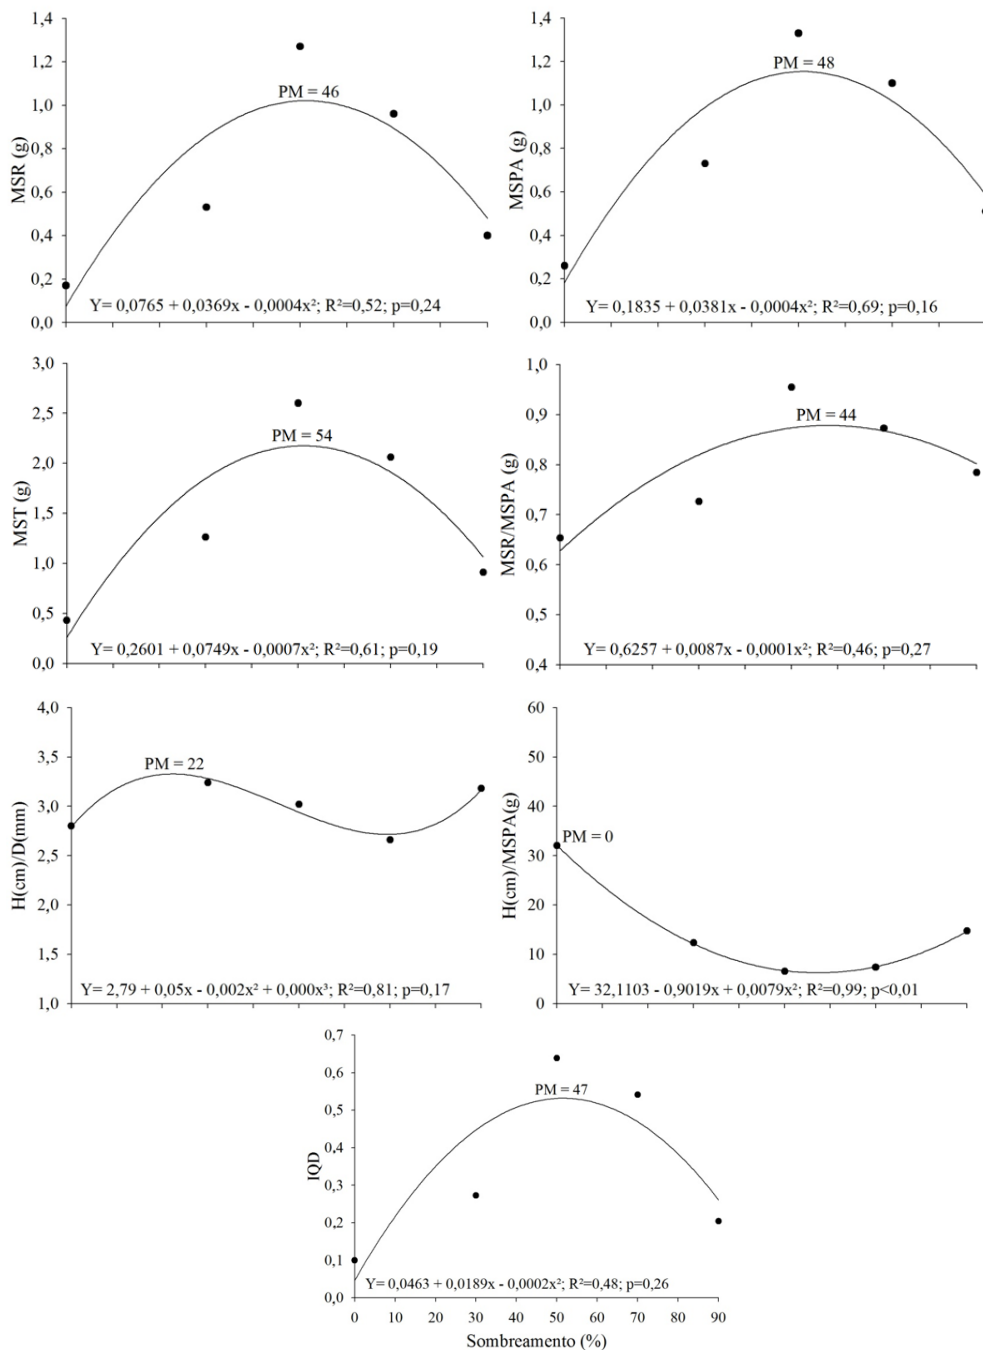 1,4
1,2
1,0
0,8
0,6
0,4
0,2
0,0
MSR (g)
PM = 46
Y= 0,0765 + 0,0369x - 0,0004x²; R²=0,52; p=0,24
1,4
1,2
1,0
0,8
0,6
0,4
0,2
0,0
MSPA (g)
PM = 48
Y= 0,1835 + 0,0381x - 0,0004x²; R²=0,69; p=0,16
3,0
2,5
2,0
1,5
1,0
0,5
0,0
MST (g)
PM = 54
Y= 0,2601 + 0,0749x - 0,0007x²; R²=0,61; p=0,19
1,0
0,9
0,8
0,7
0,6
0,5
0,4
MSR/MSPA (g)
PM = 44
Y= 0,6257 + 0,0087x - 0,0001x²; R²=0,46; p=0,27
4,0
3,5
3,0
2,5
2,0
1,5
1,0
H(cm)/D(mm)
PM = 22
Y= 2,79 + 0,05x - 0,002x² + 0,000x³; R²=0,81; p=0,17
60
50
40
30
20
10
0
H(cm)/MSPA(g)
PM = 0
Y= 32,1103 - 0,9019x + 0,0079x²; R²=0,99; p<0,01
0,7
0,6
0,5
0,4
0,3
0,2
0,1
0,0
IQD
PM = 47
Y= 0,0463 + 0,0189x - 0,0002x²; R²=0,48; p=0,26
0 10 20 30 40 50 60 70 80 90
Sombreamento (%)